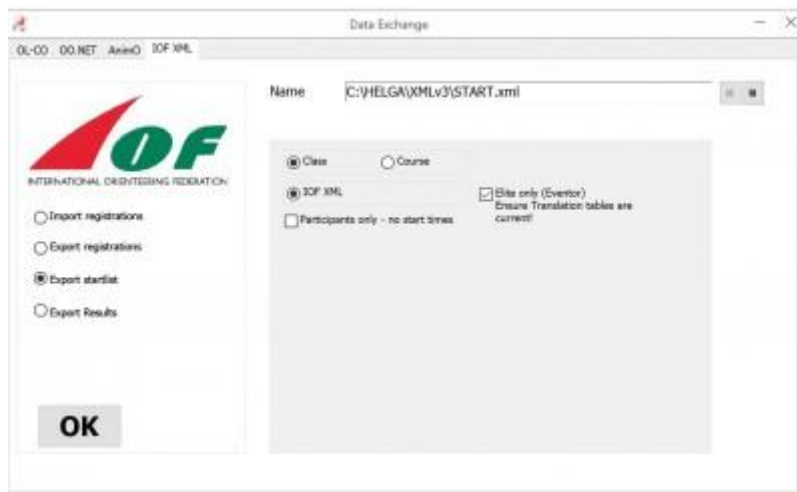 Data Exchange
OL-CO OO.NET AnimO IOF XML
Name C:\HELGA\XMLv3\START.xml
IOF
INTERNATIONAL ORIENTEERING FEDERATION
Class Course
IOF XML Elite only (Eventor)
Ensure Translation tables are
current!
Participants only - no start times
Import registrations
Export registrations
Export startlist
Export Results
OK